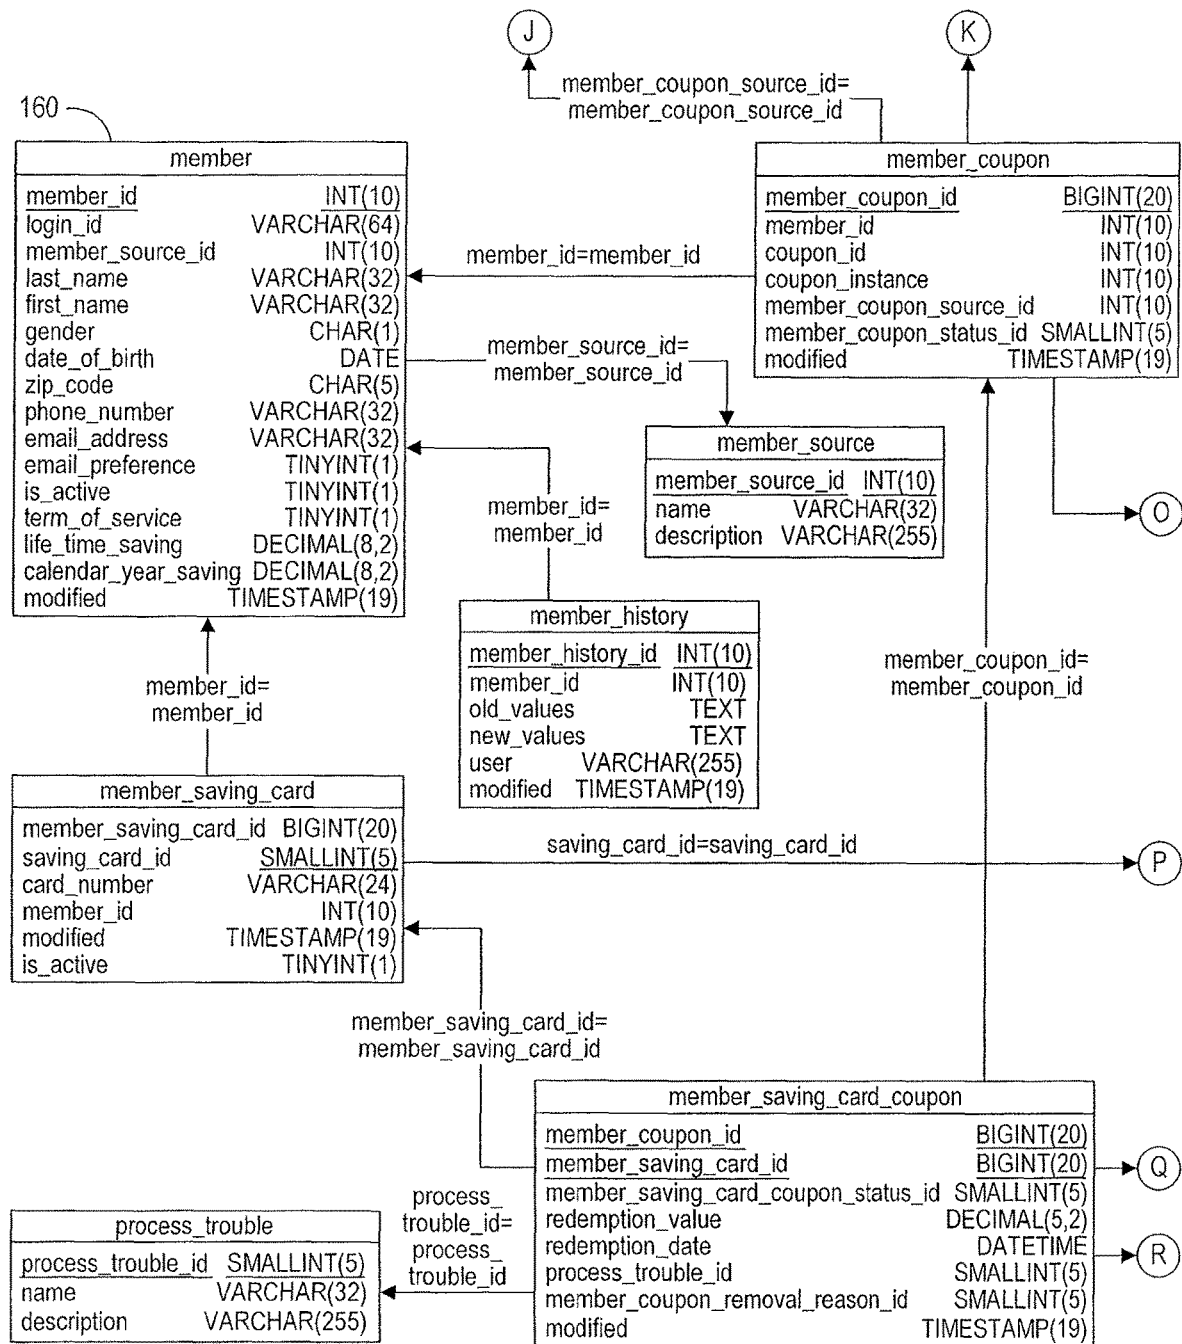 J
K
member_coupon_source_id=
member_coupon_source_id
160
member
member_id INT(10)
login_id VARCHAR(64)
member_source_id INT(10)
last_name VARCHAR(32)
first_name VARCHAR(32)
gender CHAR(1)
date_of_birth DATE
zip_code CHAR(5)
phone_number VARCHAR(32)
email_address VARCHAR(32)
email_preference TINYINT(1)
is_active TINYINT(1)
term_of_service TINYINT(1)
life_time_saving DECIMAL(8,2)
calendar_year_saving DECIMAL(8,2)
modified TIMESTAMP(19)
member_id=member_id
member_coupon
member_coupon_id BIGINT(20)
member_id INT(10)
coupon_id INT(10)
coupon_instance INT(10)
member_coupon_source_id INT(10)
member_coupon_status_id SMALLINT(5)
modified TIMESTAMP(19)
member_source_id=
member_source_id
member_source
member_source_id INT(10)
name VARCHAR(32)
description VARCHAR(255)
O
member_id=
member_id
member_history
member_history_id INT(10)
member_id INT(10)
old_values TEXT
new_values TEXT
user VARCHAR(255)
modified TIMESTAMP(19)
member_coupon_id=
member_coupon_id
member_id=
member_id
member_saving_card
member_saving_card_id BIGINT(20)
saving_card_id SMALLINT(5)
card_number VARCHAR(24)
member_id INT(10)
modified TIMESTAMP(19)
is_active TINYINT(1)
saving_card_id=saving_card_id
P
member_saving_card_id=
member_saving_card_id
member_saving_card_coupon
member_coupon_id BIGINT(20)
member_saving_card_id BIGINT(20)
member_saving_card_coupon_status_id SMALLINT(5)
redemption_value DECIMAL(5,2)
redemption_date DATETIME
process_trouble_id SMALLINT(5)
member_coupon_removal_reason_id SMALLINT(5)
modified TIMESTAMP(19)
Q
R
process_
trouble_id=
process_
trouble_id
process_trouble
process_trouble_id SMALLINT(5)
name VARCHAR(32)
description VARCHAR(255)